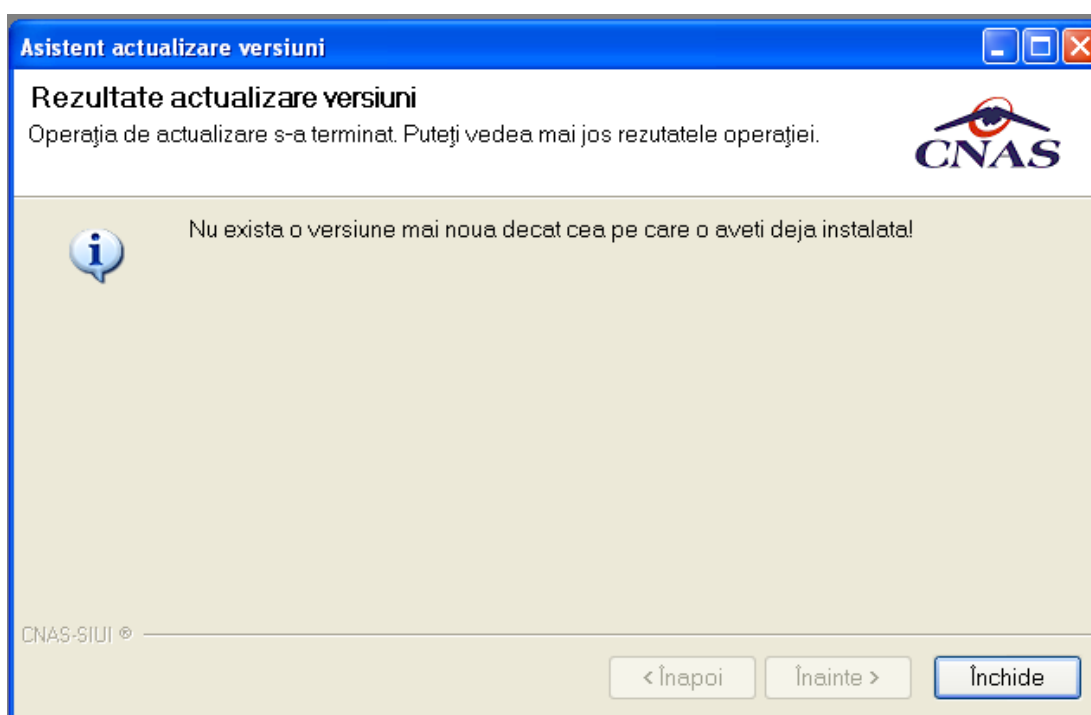 Asistent actualizare versiuni
Rezultate actualizare versiuni
Operaţia de actualizare s-a terminat. Puteţi vedea mai jos rezutatele operaţiei.
CNAS
Nu exista o versiune mai noua decat cea pe care o aveti deja instalata!
CNAS-SIUI ®
< Înapoi
Înainte >
Închide